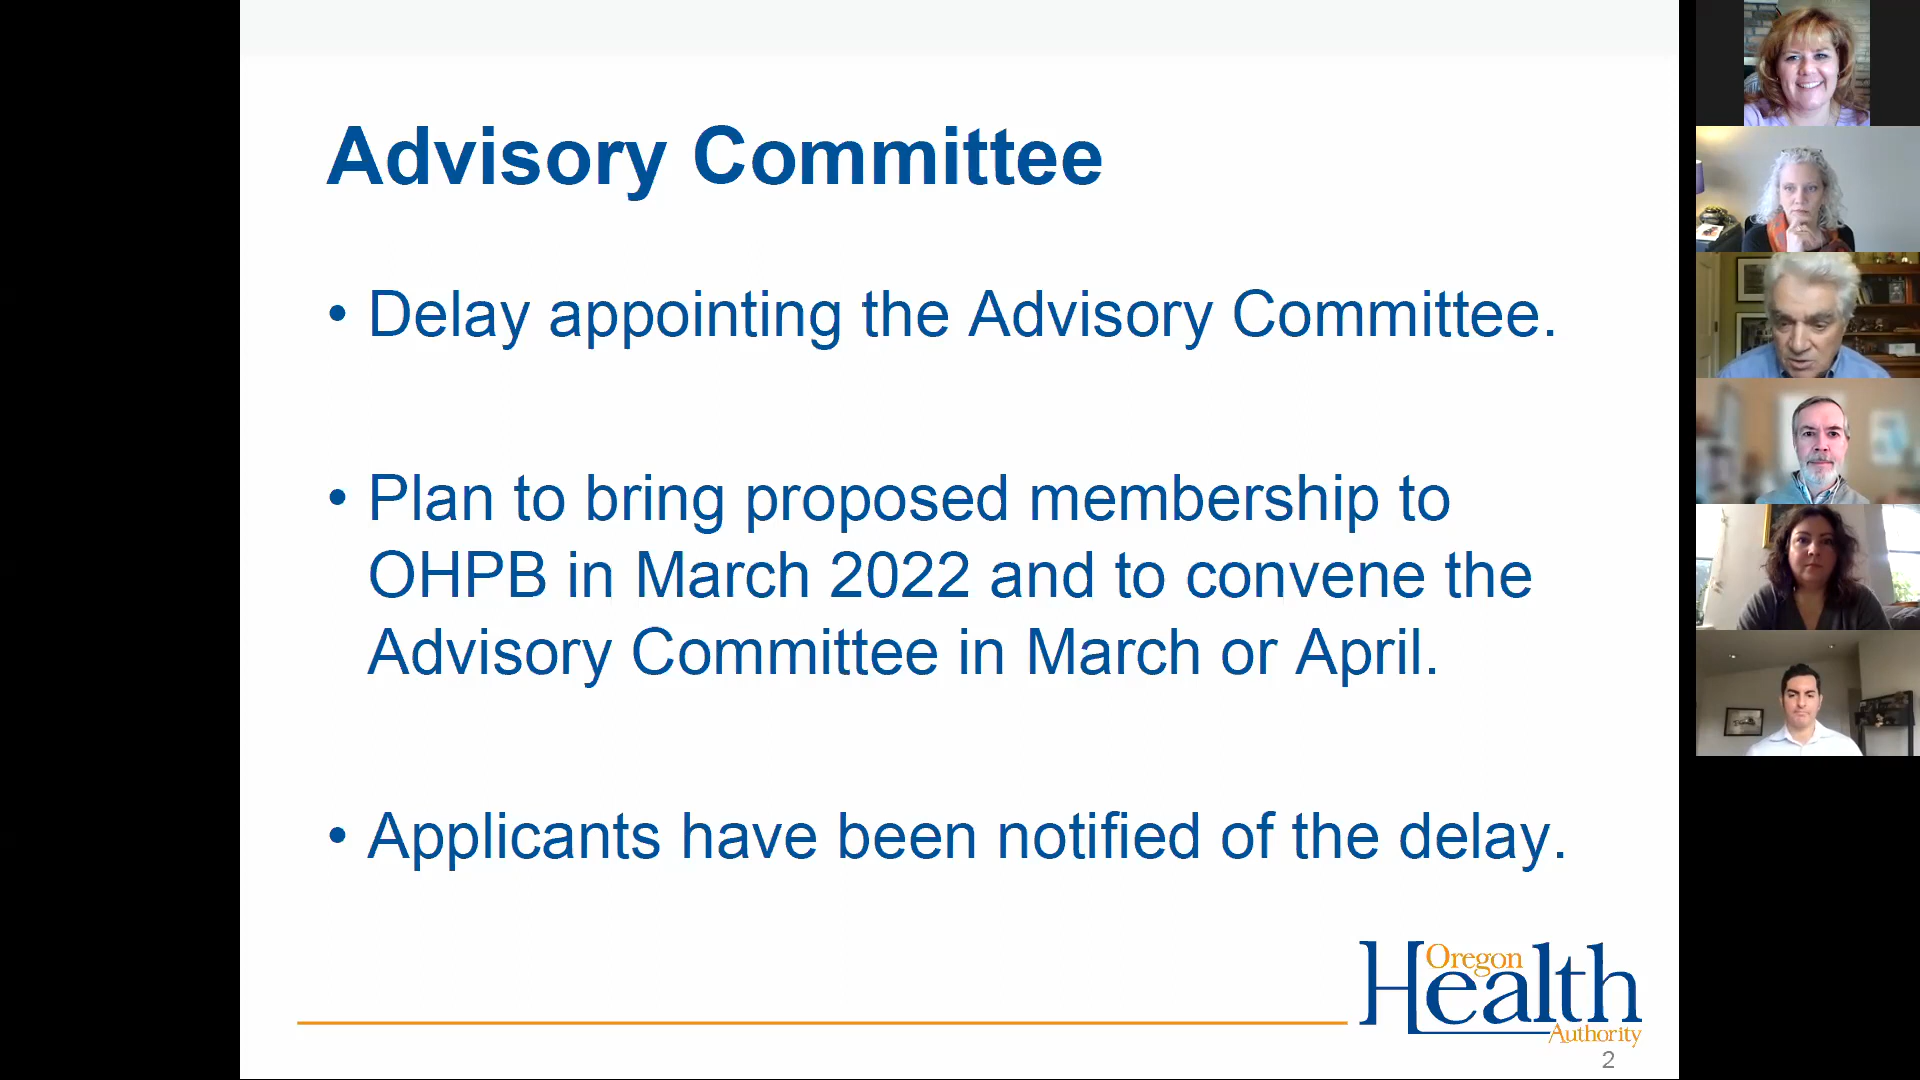 Advisory Committee
• Delay appointing the Advisory Committee.
• Plan to bring proposed membership to
OHPB in March 2022 and to convene the
Advisory Committee in March or April.
• Applicants have been notified of the delay.
Oregon
Health
Authority
2